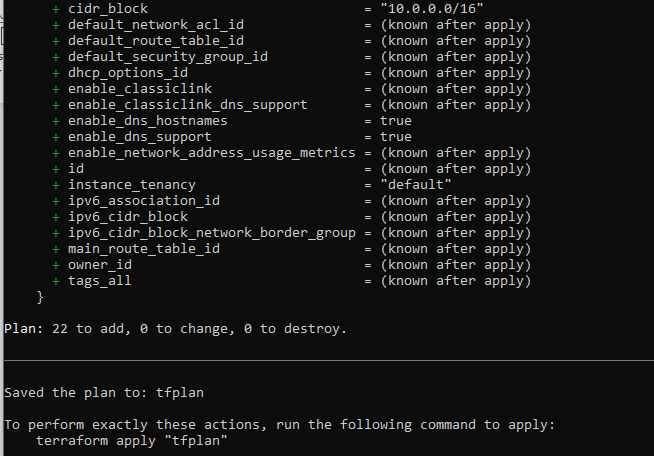 + cidr_block                           = "10.0.0.0/16"
+ default_network_acl_id               = (known after apply)
+ default_route_table_id               = (known after apply)
+ default_security_group_id            = (known after apply)
+ dhcp_options_id                      = (known after apply)
+ enable_classiclink                   = (known after apply)
+ enable_classiclink_dns_support       = (known after apply)
+ enable_dns_hostnames                 = true
+ enable_dns_support                   = true
+ enable_network_address_usage_metrics = (known after apply)
+ id                                   = (known after apply)
+ instance_tenancy                     = "default"
+ ipv6_association_id                  = (known after apply)
+ ipv6_cidr_block                      = (known after apply)
+ ipv6_cidr_block_network_border_group = (known after apply)
+ main_route_table_id                  = (known after apply)
+ owner_id                             = (known after apply)
+ tags_all                             = (known after apply)
}
Plan: 22 to add, 0 to change, 0 to destroy.
Saved the plan to: tfplan
To perform exactly these actions, run the following command to apply:
terraform apply "tfplan"